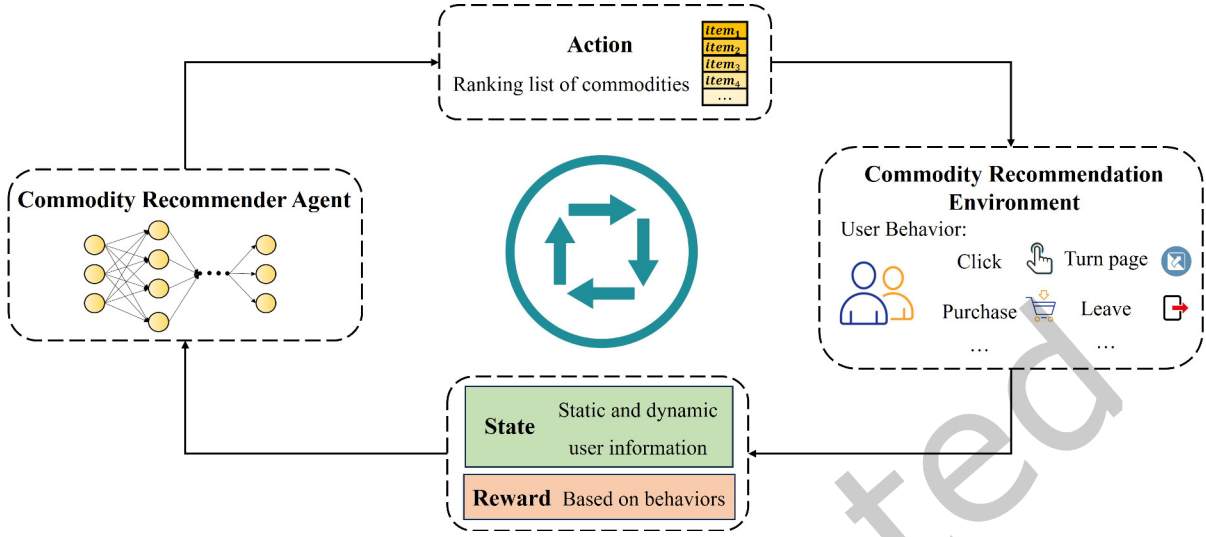 Action
Ranking list of commodities
item₁
item₂
item₃
item₄
...
Commodity Recommender Agent
Commodity Recommendation
Environment
User Behavior:
Click
Turn page
Purchase
Leave
...
...
State
Static and dynamic
user information
Reward
Based on behaviors
ted